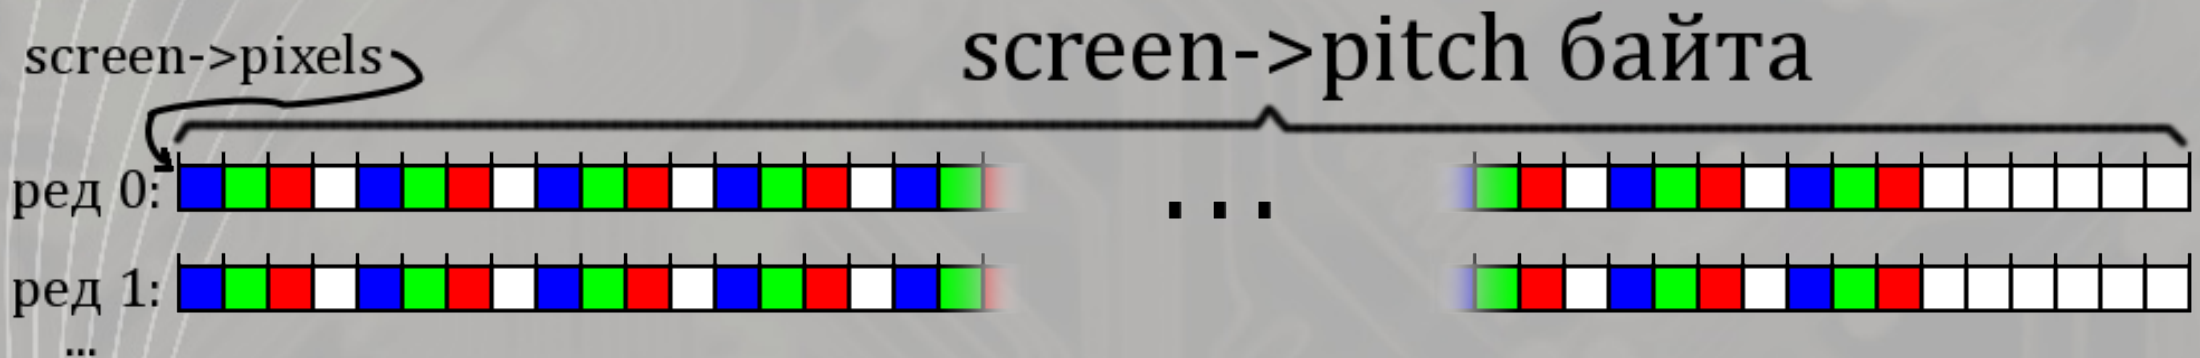 screen->pixels
screen->pitch байта
ред 0:
...
ред 1:
...